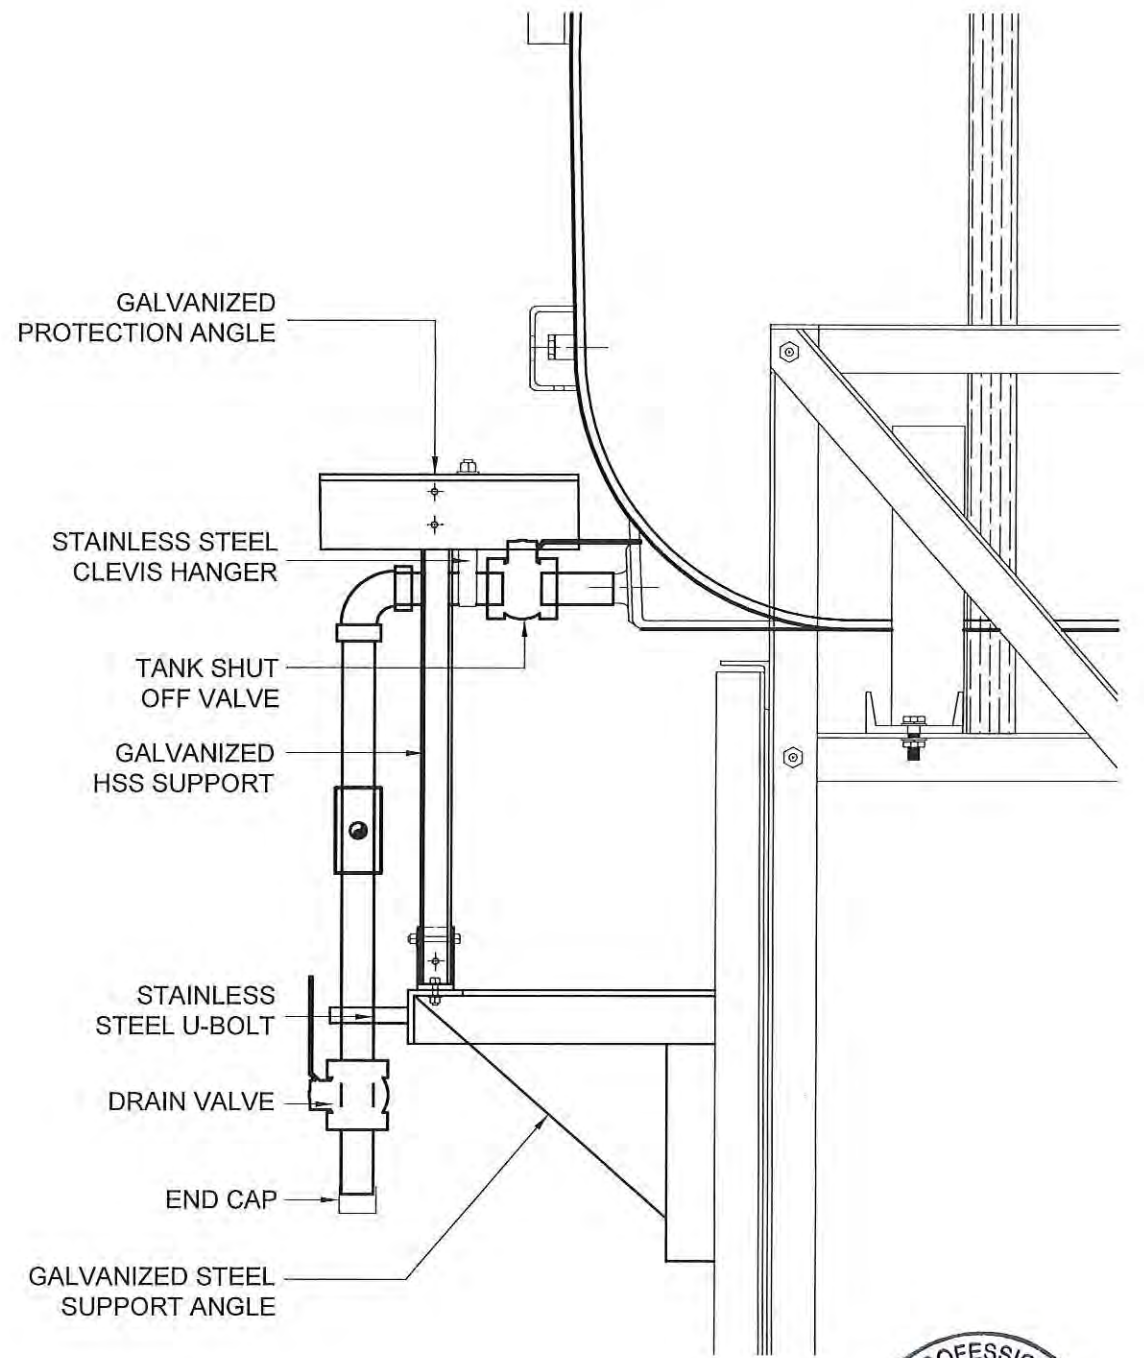 GALVANIZED
PROTECTION ANGLE
STAINLESS STEEL
CLEVIS HANGER
TANK SHUT
OFF VALVE
GALVANIZED
HSS SUPPORT
STAINLESS
STEEL U-BOLT
DRAIN VALVE
END CAP
GALVANIZED STEEL
SUPPORT ANGLE